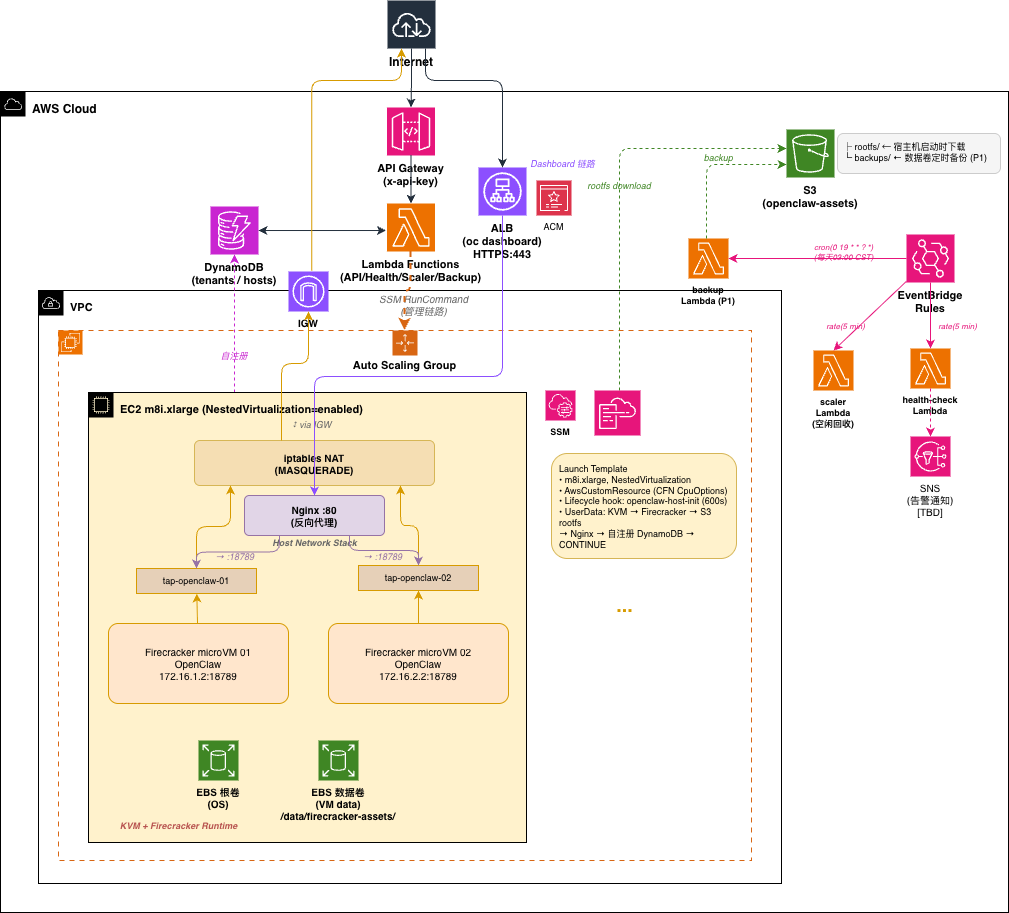 Internet
AWS Cloud
API Gateway
(x-api-key)
Dashboard 链路
ALB
(oc dashboard)
HTTPS:443
ACM
rootfs download
backup
S3
(openclaw-assets)
├ rootfs/ ← 宿主机启动时下载
└ backups/ ← 数据卷定时备份 (P1)
DynamoDB
(tenants / hosts)
Lambda Functions
(API/Health/Scaler/Backup)
backup
Lambda (P1)
cron(0 19 * * ? *)
(每天03:00 CST)
EventBridge
Rules
rate(5 min)
rate(5 min)
scaler
Lambda
(空闲回收)
health-check
Lambda
SNS
(告警通知)
[TBD]
VPC
IGW
SSM RunCommand
(管理链路)
Auto Scaling Group
自注册
EC2 m8i.xlarge (NestedVirtualization=enabled)
↕ via IGW
iptables NAT
(MASQUERADE)
Nginx :80
(反向代理)
Host Network Stack
→ :18789
→ :18789
tap-openclaw-01
tap-openclaw-02
Firecracker microVM 01
OpenClaw
172.16.1.2:18789
Firecracker microVM 02
OpenClaw
172.16.2.2:18789
EBS 根卷
(OS)
EBS 数据卷
(VM data)
/data/firecracker-assets/
KVM + Firecracker Runtime
SSM
Launch Template
• m8i.xlarge, NestedVirtualization
• AwsCustomResource (CFN CpuOptions)
• Lifecycle hook: openclaw-host-init (600s)
• UserData: KVM → Firecracker → S3
rootfs
→ Nginx → 自注册 DynamoDB →
CONTINUE
...